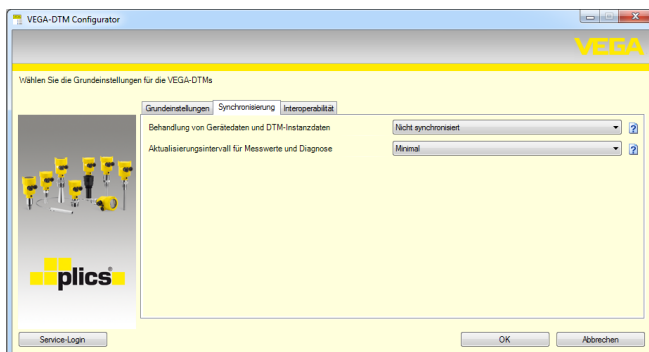 VEGA-DTM Configurator
VEGA
Wählen Sie die Grundeinstellungen für die VEGA-DTMs
Grundeinstellungen Synchronisierung Interoperabilität
Behandlung von Gerätedaten und DTM-Instanzdaten Nicht synchronisiert ?
Aktualisierungsintervall für Messwerte und Diagnose Minimal ?
plics®
Service-Login OK Abbrechen